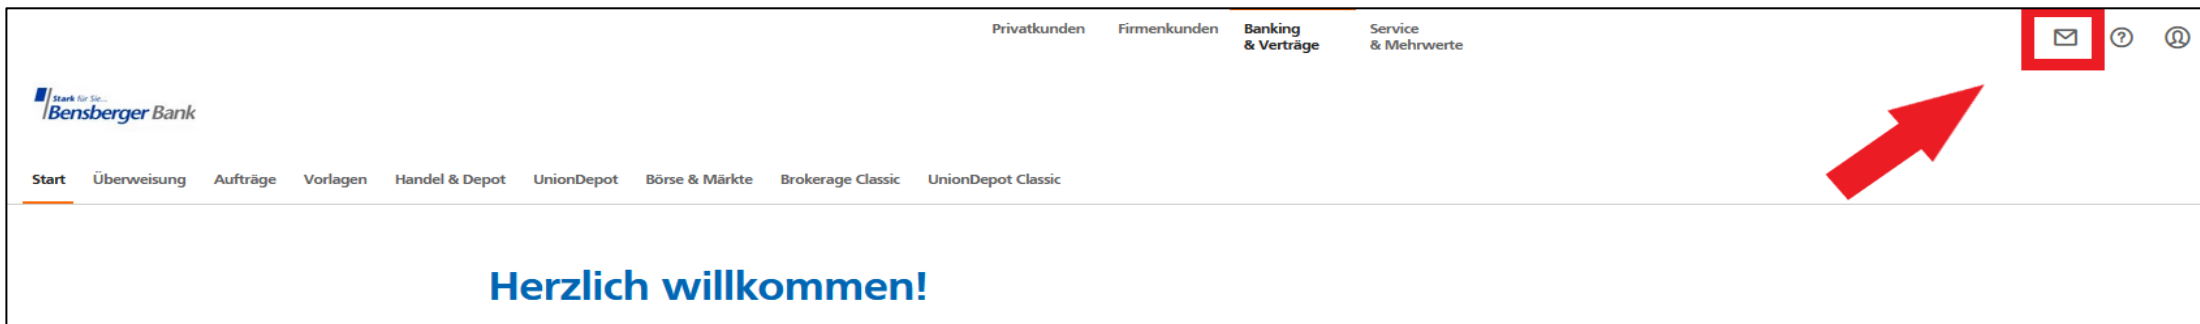 Privatkunden Firmenkunden Banking Service
& Verträge & Mehrwerte
Stark für Sie...
Bensberger Bank
Start Überweisung Aufträge Vorlagen Handel & Depot UnionDepot Börse & Märkte Brokerage Classic UnionDepot Classic
Herzlich willkommen!